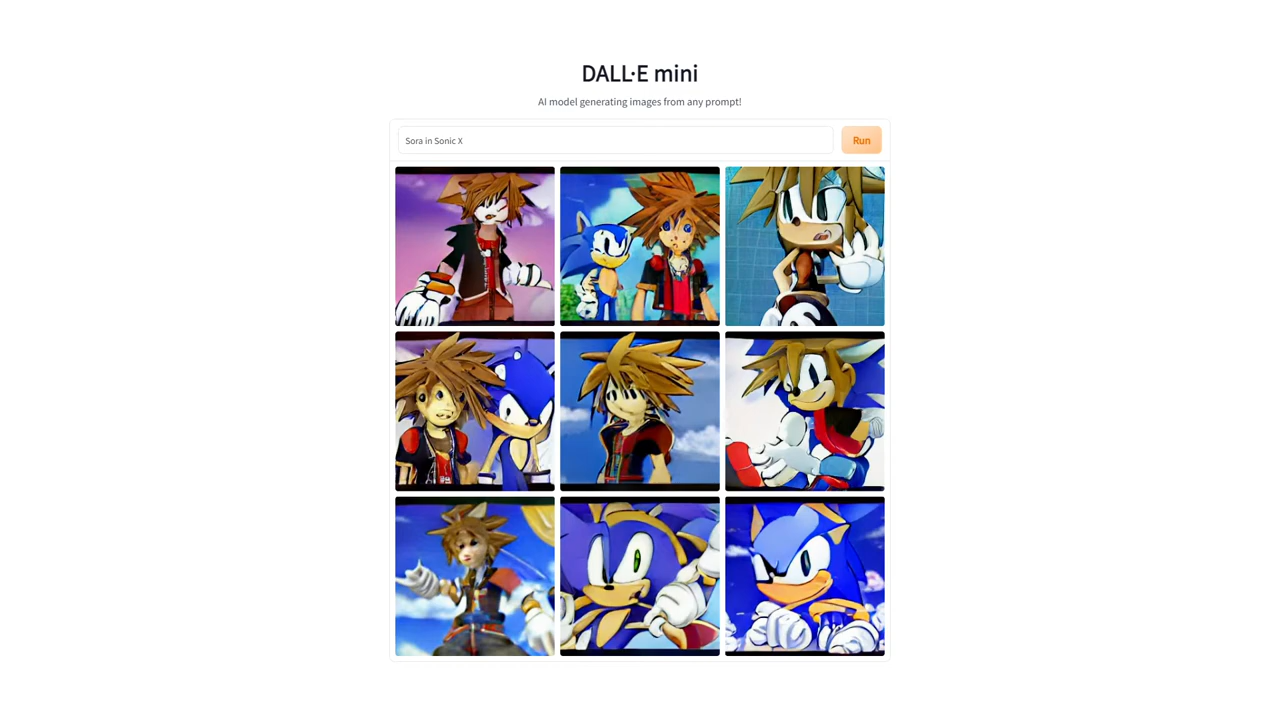 DALL·E mini
AI model generating images from any prompt!
Sora in Sonic X
Run